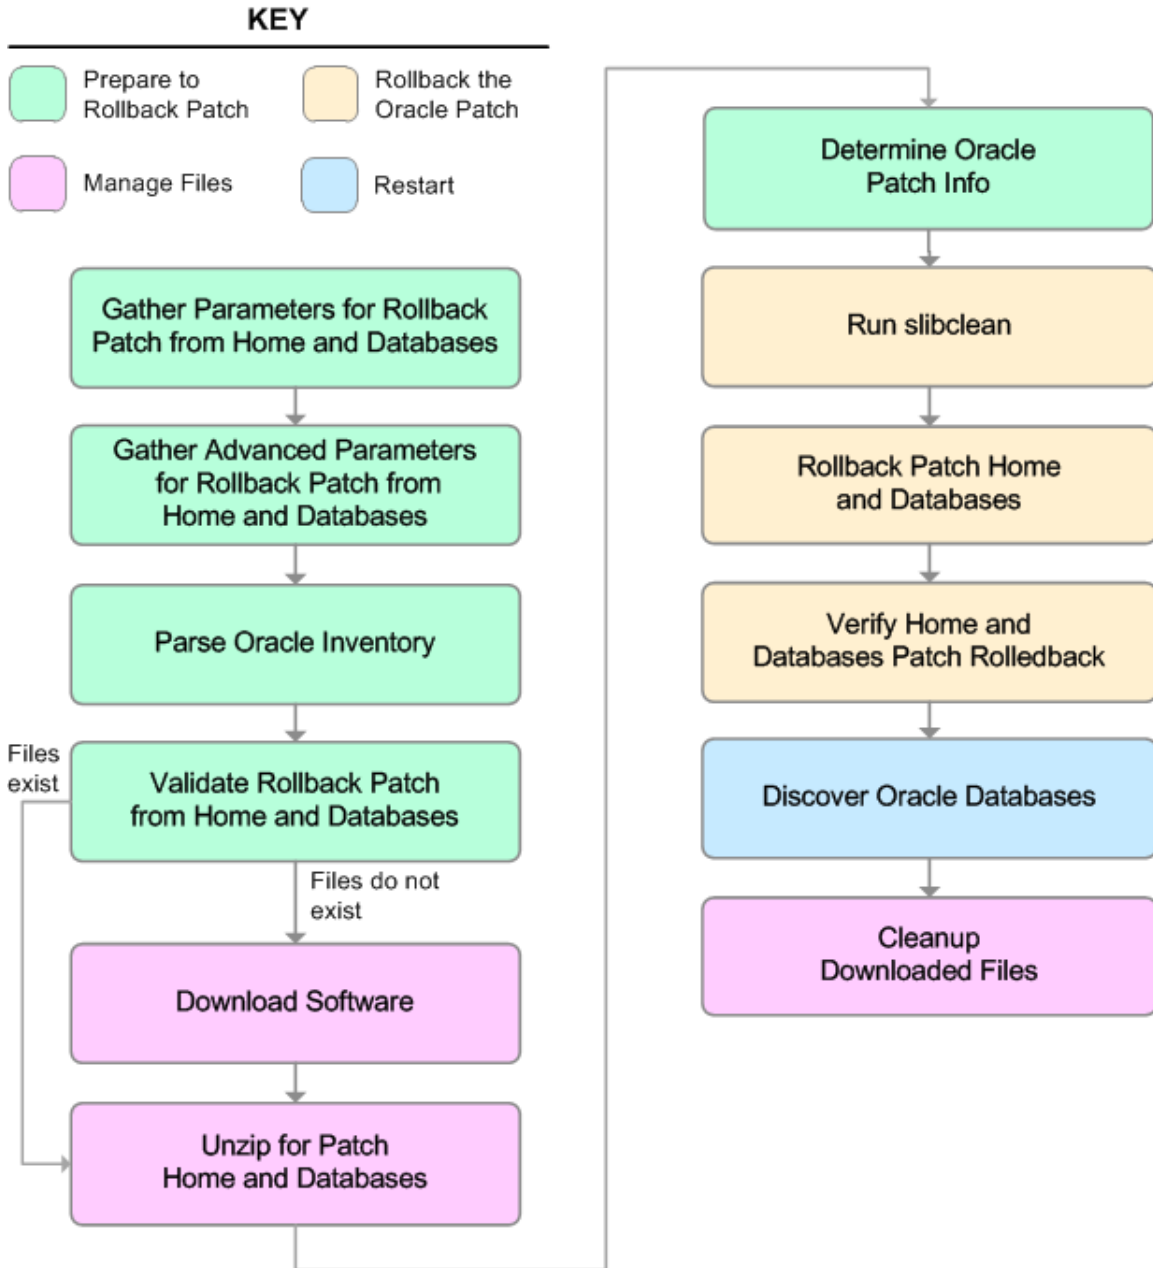 KEY
Prepare to
Rollback Patch
Rollback the
Oracle Patch
Manage Files
Restart
Gather Parameters for Rollback
Patch from Home and Databases
Gather Advanced Parameters
for Rollback Patch from
Home and Databases
Parse Oracle Inventory
Files
exist
Validate Rollback Patch
from Home and Databases
Files do not
exist
Download Software
Unzip for Patch
Home and Databases
Determine Oracle
Patch Info
Run slibclean
Rollback Patch Home
and Databases
Verify Home and
Databases Patch Rolledback
Discover Oracle Databases
Cleanup
Downloaded Files